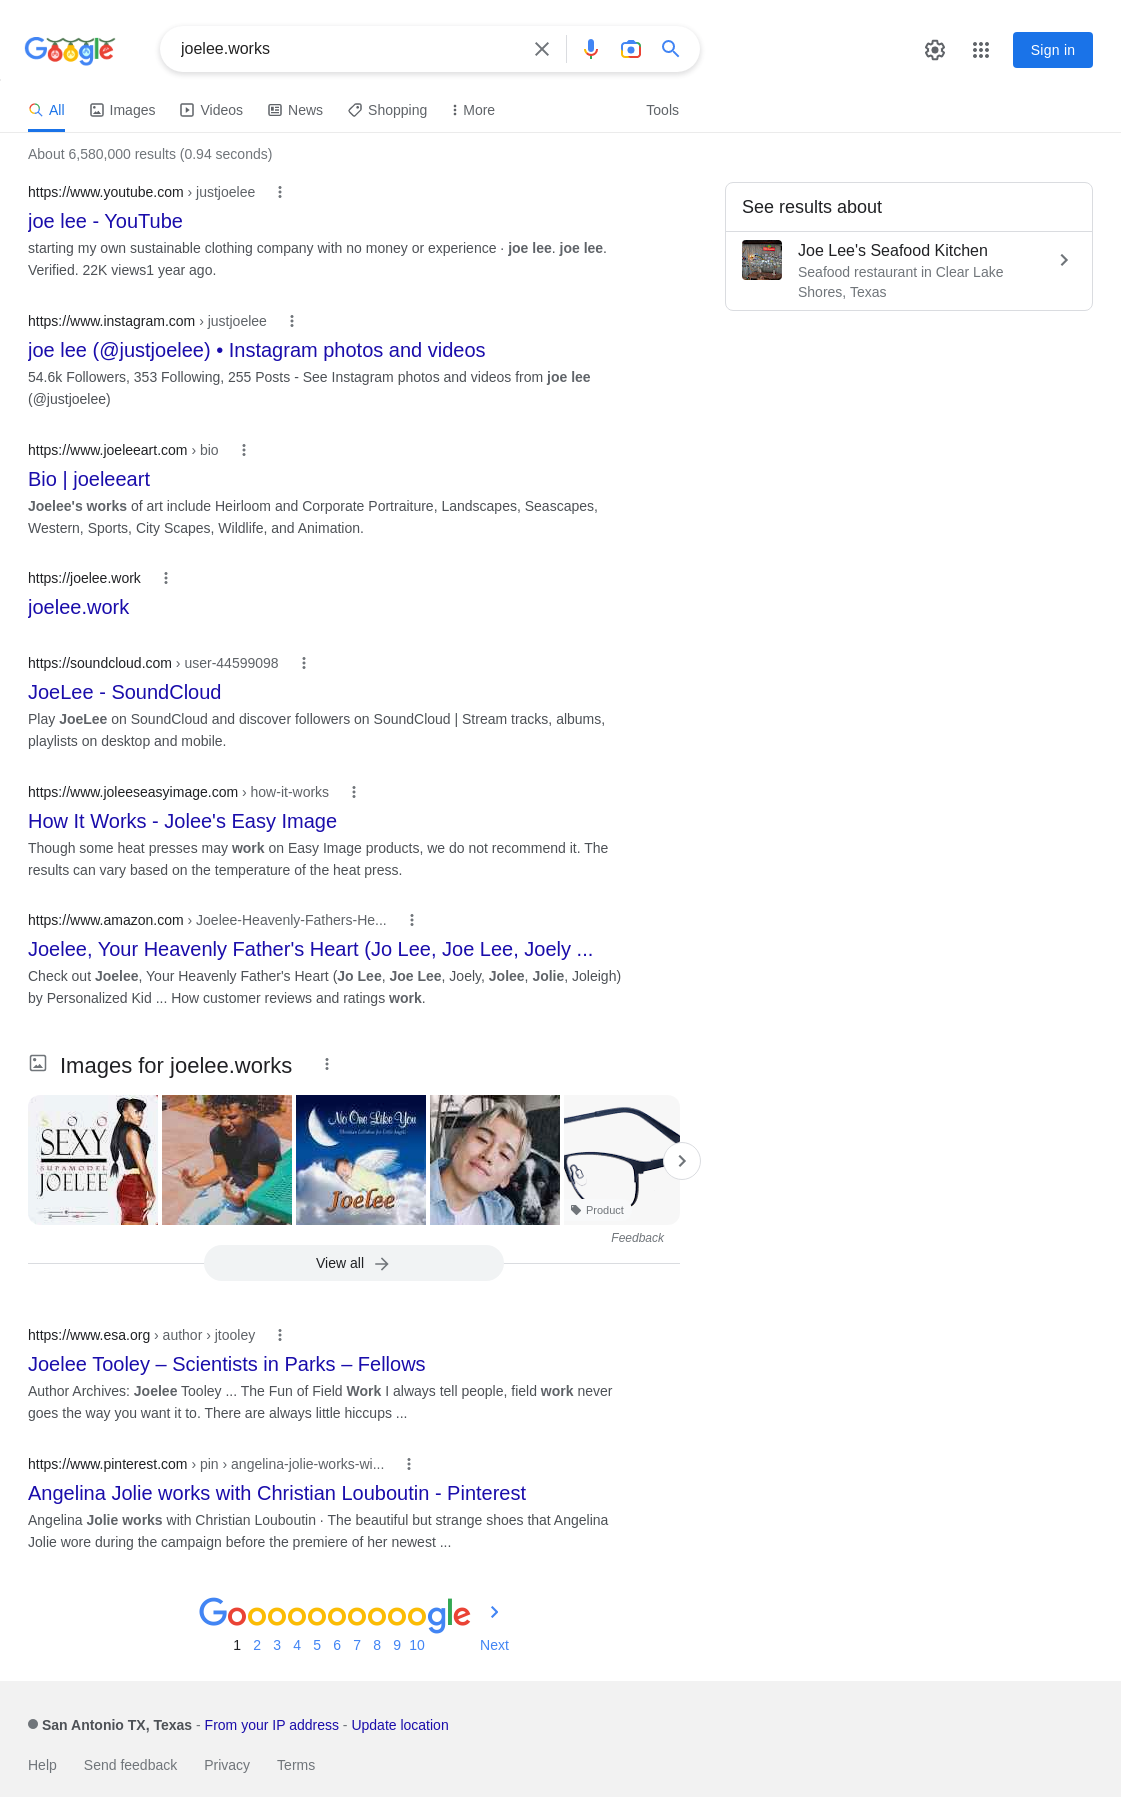 Google
joelee.works
Sign in
All Images Videos News Shopping More Tools
About 6,580,000 results (0.94 seconds)
https://www.youtube.com › justjoelee
joe lee - YouTube
starting my own sustainable clothing company with no money or experience · joe lee. joe lee.
Verified. 22K views1 year ago.
See results about
Joe Lee's Seafood Kitchen
Seafood restaurant in Clear Lake
Shores, Texas
https://www.instagram.com › justjoelee
joe lee (@justjoelee) • Instagram photos and videos
54.6k Followers, 353 Following, 255 Posts - See Instagram photos and videos from joe lee
(@justjoelee)
https://www.joeleeart.com › bio
Bio | joeleeart
Joelee's works of art include Heirloom and Corporate Portraiture, Landscapes, Seascapes,
Western, Sports, City Scapes, Wildlife, and Animation.
https://joelee.work
joelee.work
https://soundcloud.com › user-44599098
JoeLee - SoundCloud
Play JoeLee on SoundCloud and discover followers on SoundCloud | Stream tracks, albums,
playlists on desktop and mobile.
https://www.joleeseasyimage.com › how-it-works
How It Works - Jolee's Easy Image
Though some heat presses may work on Easy Image products, we do not recommend it. The
results can vary based on the temperature of the heat press.
https://www.amazon.com › Joelee-Heavenly-Fathers-He...
Joelee, Your Heavenly Father's Heart (Jo Lee, Joe Lee, Joely ...
Check out Joelee, Your Heavenly Father's Heart (Jo Lee, Joe Lee, Joely, Jolee, Jolie, Joleigh)
by Personalized Kid ... How customer reviews and ratings work.
Images for joelee.works
SOO
SEXY
SUPAMODEL
JOELEE
No One Like You
Christian Lullabies for Little Angels
Joelee
Product
Feedback
View all
https://www.esa.org › author › jtooley
Joelee Tooley – Scientists in Parks – Fellows
Author Archives: Joelee Tooley ... The Fun of Field Work I always tell people, field work never
goes the way you want it to. There are always little hiccups ...
https://www.pinterest.com › pin › angelina-jolie-works-wi...
Angelina Jolie works with Christian Louboutin - Pinterest
Angelina Jolie works with Christian Louboutin · The beautiful but strange shoes that Angelina
Jolie wore during the campaign before the premiere of her newest ...
Goooooooooogle
1 2 3 4 5 6 7 8 9 10 Next
San Antonio TX, Texas - From your IP address - Update location
Help Send feedback Privacy Terms